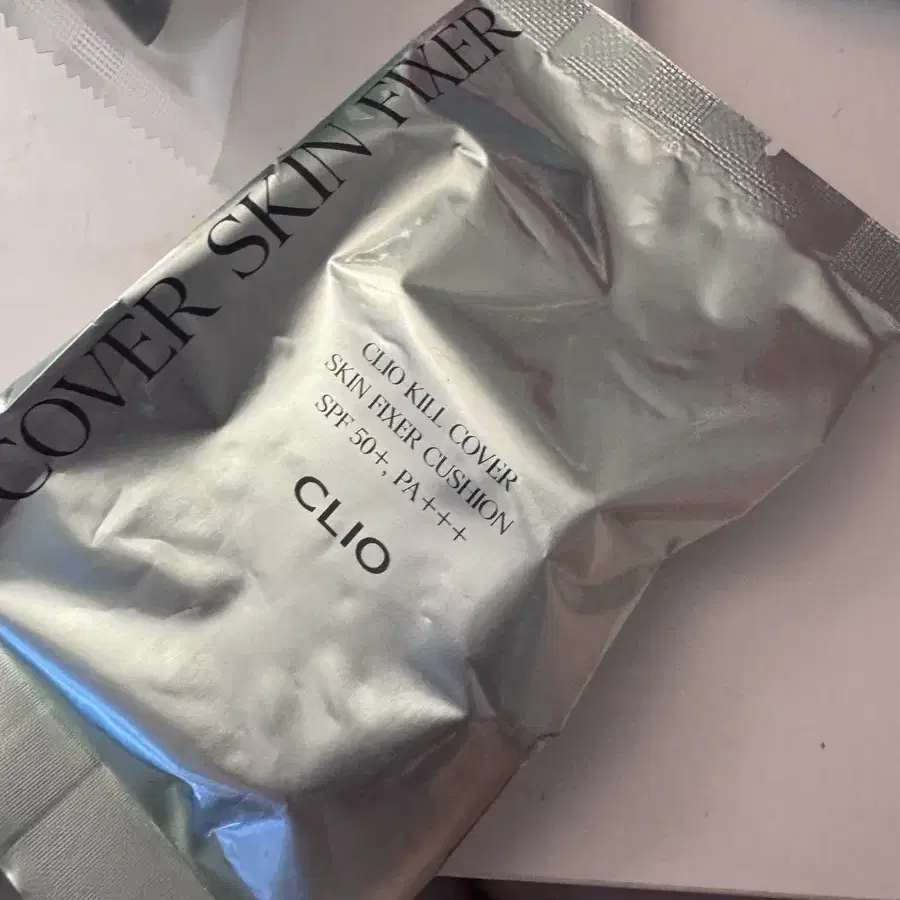 COVER SKIN FIXER
CLIO KILL COVER
SKIN FIXER CUSHION
SPF 50+, PA+++
CLIO